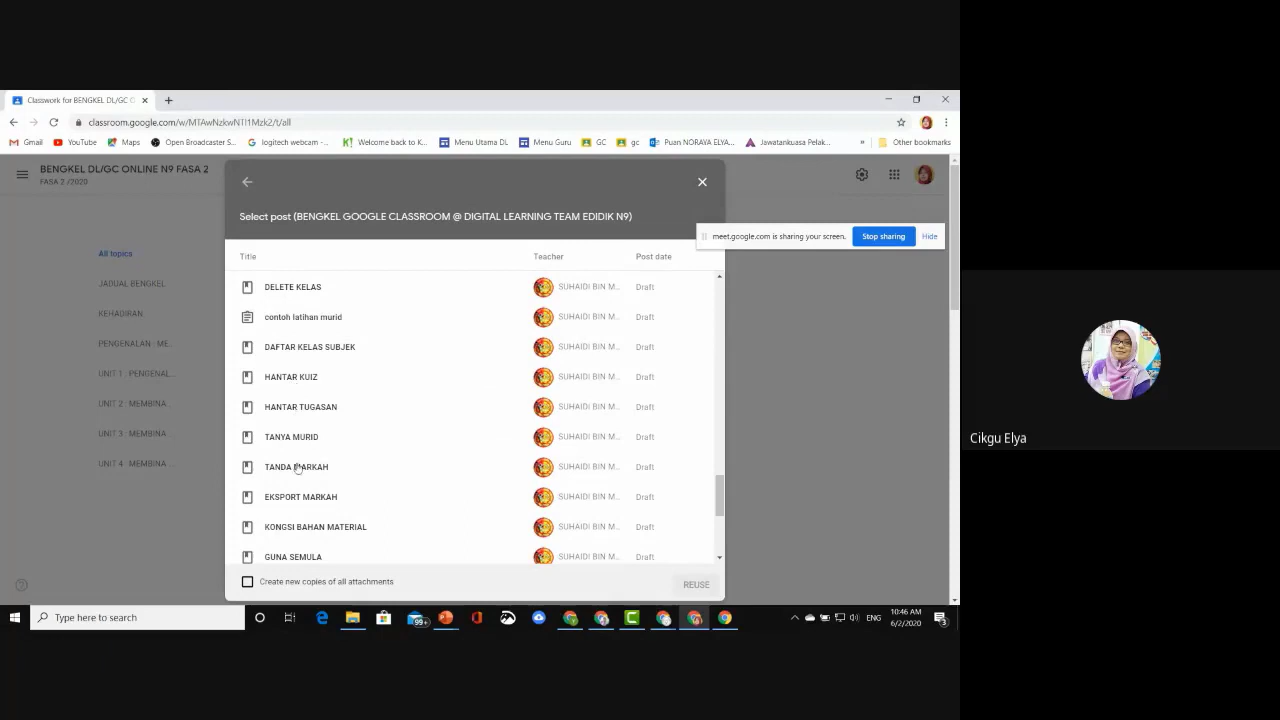 Classwork for BENGKEL DL/GC O
classroom.google.com/w/MTAwNzkwNTI1Mzk2/t/all
Gmail YouTube Maps Open Broadcaster S... logitech webcam -... Welcome back to K... Menu Utama DL Menu Guru GC gc Puan NORAYA ELYA... Jawatankuasa Pelak... » Other bookmarks
BENGKEL DL/GC ONLINE N9 FASA 2
FASA 2 /2020
Select post (BENGKEL GOOGLE CLASSROOM @ DIGITAL LEARNING TEAM EDIDIK N9)
meet.google.com is sharing your screen. Stop sharing Hide
All topics
JADUAL BENGKEL
KEHADIRAN
PENGENALAN : ME...
UNIT 1 : PENGENAL...
UNIT 2 : MEMBINA...
UNIT 3 : MEMBINA...
UNIT 4 : MEMBINA...
Title Teacher Post date
DELETE KELAS SUHAIDI BIN M... Draft
contoh latihan murid SUHAIDI BIN M... Draft
DAFTAR KELAS SUBJEK SUHAIDI BIN M... Draft
HANTAR KUIZ SUHAIDI BIN M... Draft
HANTAR TUGASAN SUHAIDI BIN M... Draft
TANYA MURID SUHAIDI BIN M... Draft
TANDA MARKAH SUHAIDI BIN M... Draft
EKSPORT MARKAH SUHAIDI BIN M... Draft
KONGSI BAHAN MATERIAL SUHAIDI BIN M... Draft
GUNA SEMULA SUHAIDI BIN M... Draft
Create new copies of all attachments REUSE
Cikgu Elya
Type here to search
99+
ENG
10:46 AM
6/2/2020
3